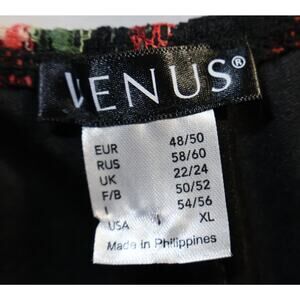 VENUS®
EUR 48/50
RUS 58/60
UK 22/24
F/B 50/52
I 54/56
USA XL
Made in Philippines